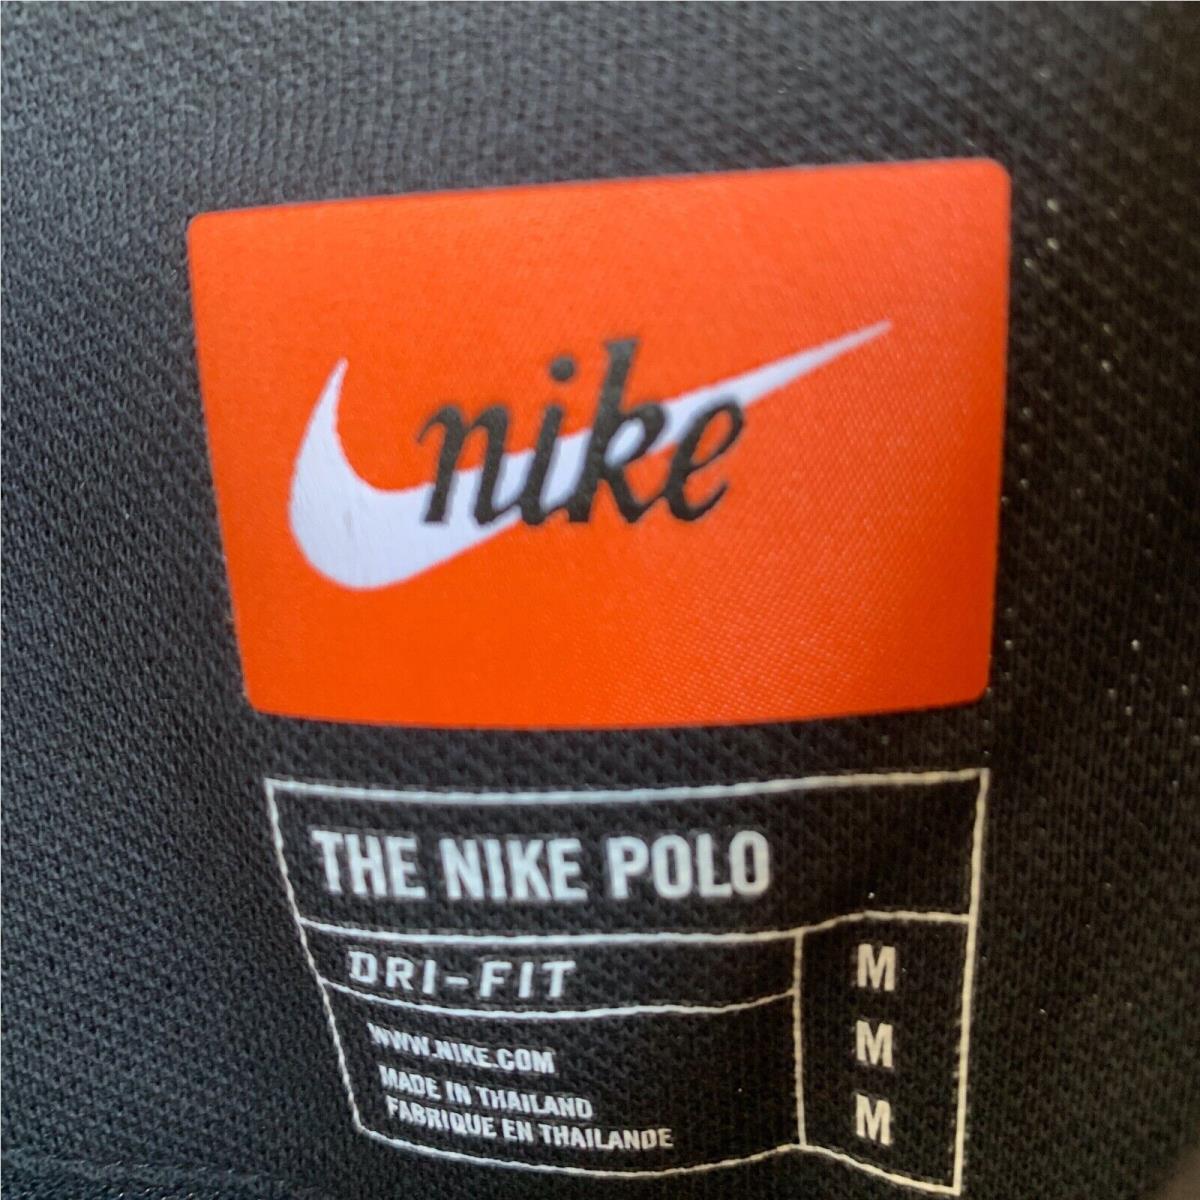 nike
THE NIKE POLO
DRI-FIT
M
M
M
WWW.NIKE.COM
MADE IN THAILAND
FABRIQUE EN THAILANDE